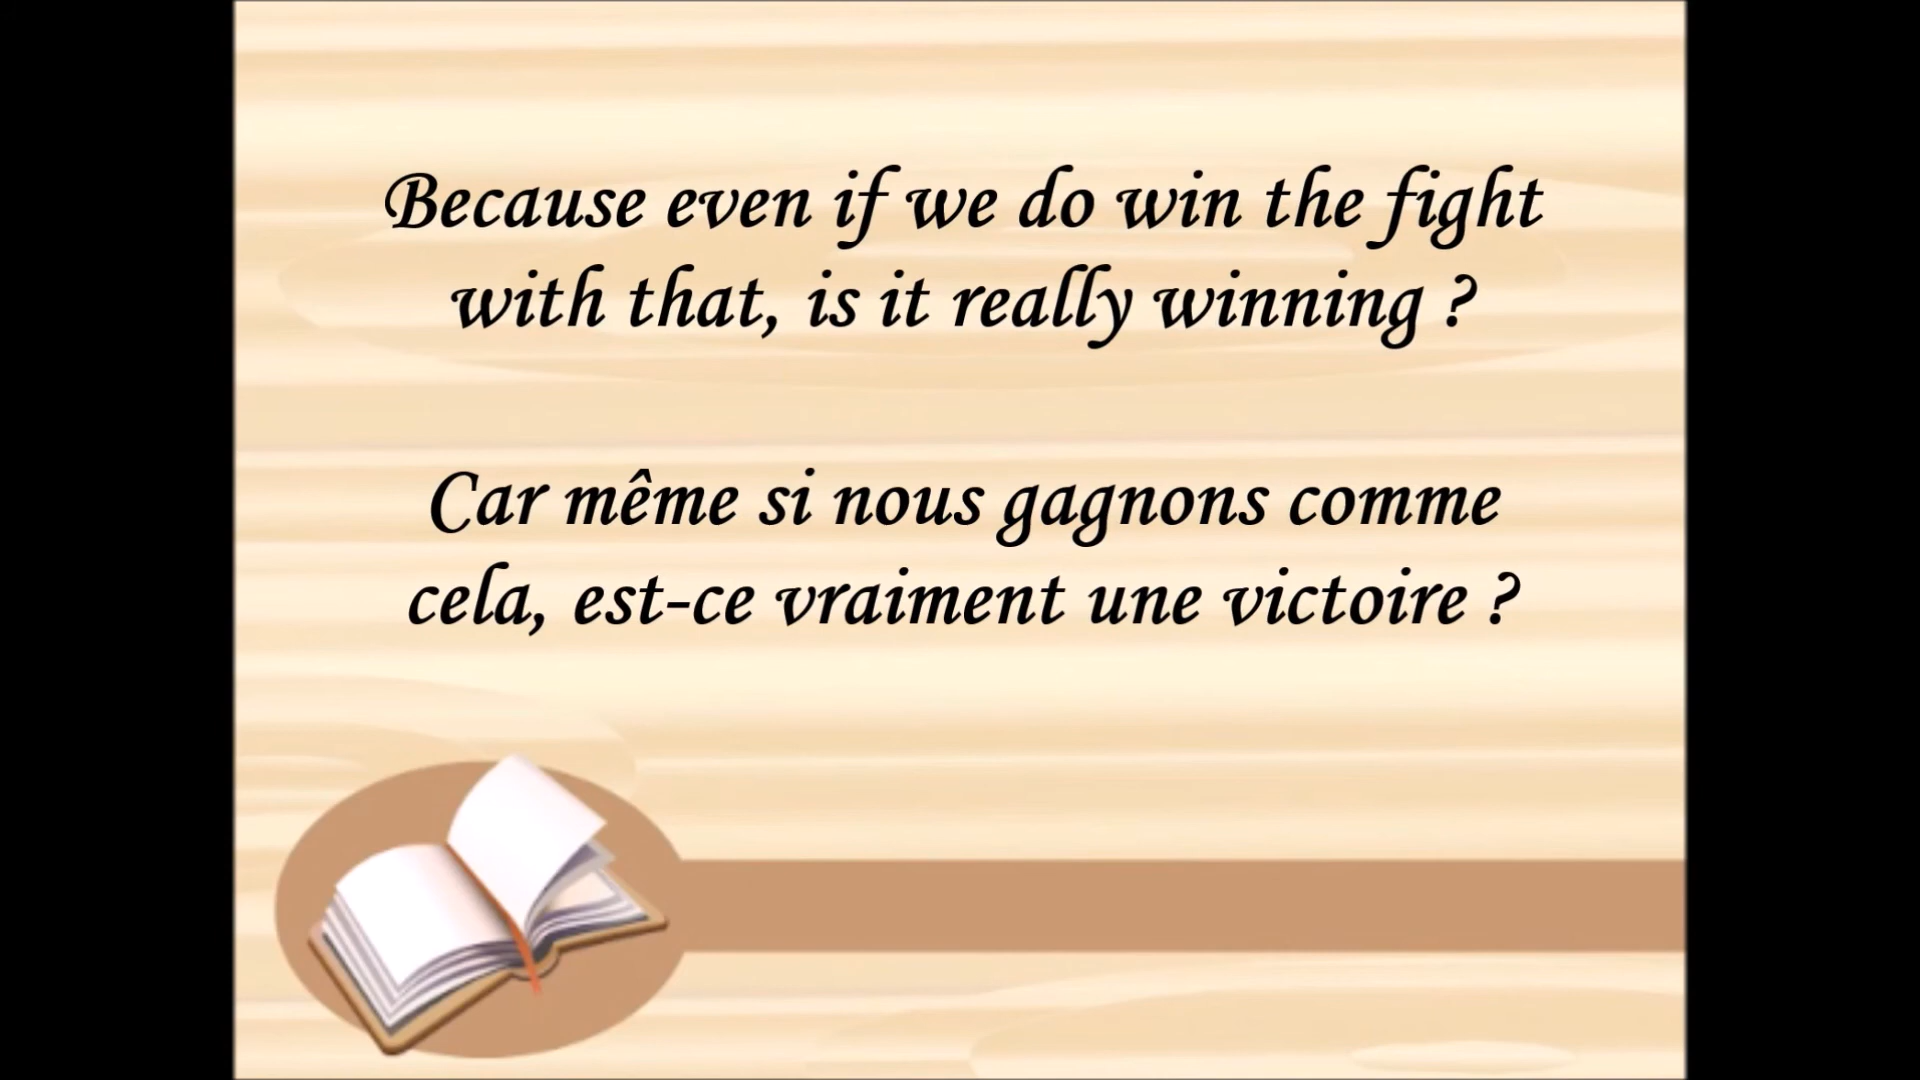 Because even if we do win the fight
with that, is it really winning ?
Car même si nous gagnons comme
cela, est-ce vraiment une victoire ?